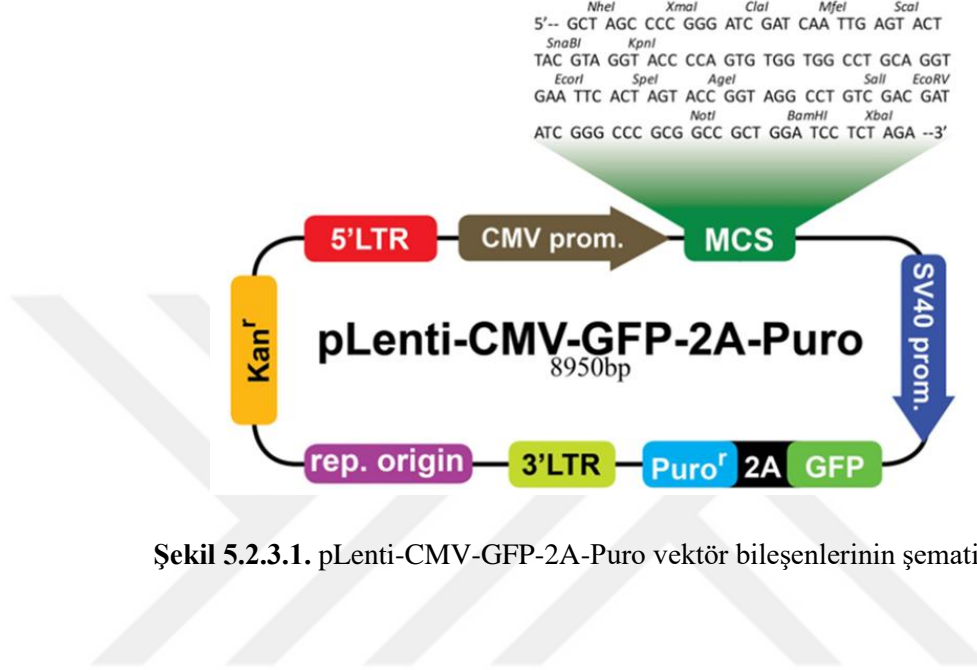 NheI XmaI ClaI MfeI ScaI
5'-- GCT AGC CCC GGG ATC GAT CAA TTG AGT ACT
SnaBI KpnI
TAC GTA GGT ACC CCA GTG TGG TGG CCT GCA GGT
EcorI SpeI AgeI SalI EcoRV
GAA TTC ACT AGT ACC GGT AGG CCT GTC GAC GAT
NotI BamHI XbaI
ATC GGG CCC GCG GCC GCT GGA TCC TCT AGA --3'
5'LTR CMV prom. MCS
SV40 prom.
Kanʳ
pLenti-CMV-GFP-2A-Puro
8950bp
rep. origin 3'LTR Puroʳ 2A GFP
Şekil 5.2.3.1. pLenti-CMV-GFP-2A-Puro vektör bileşenlerinin şemati